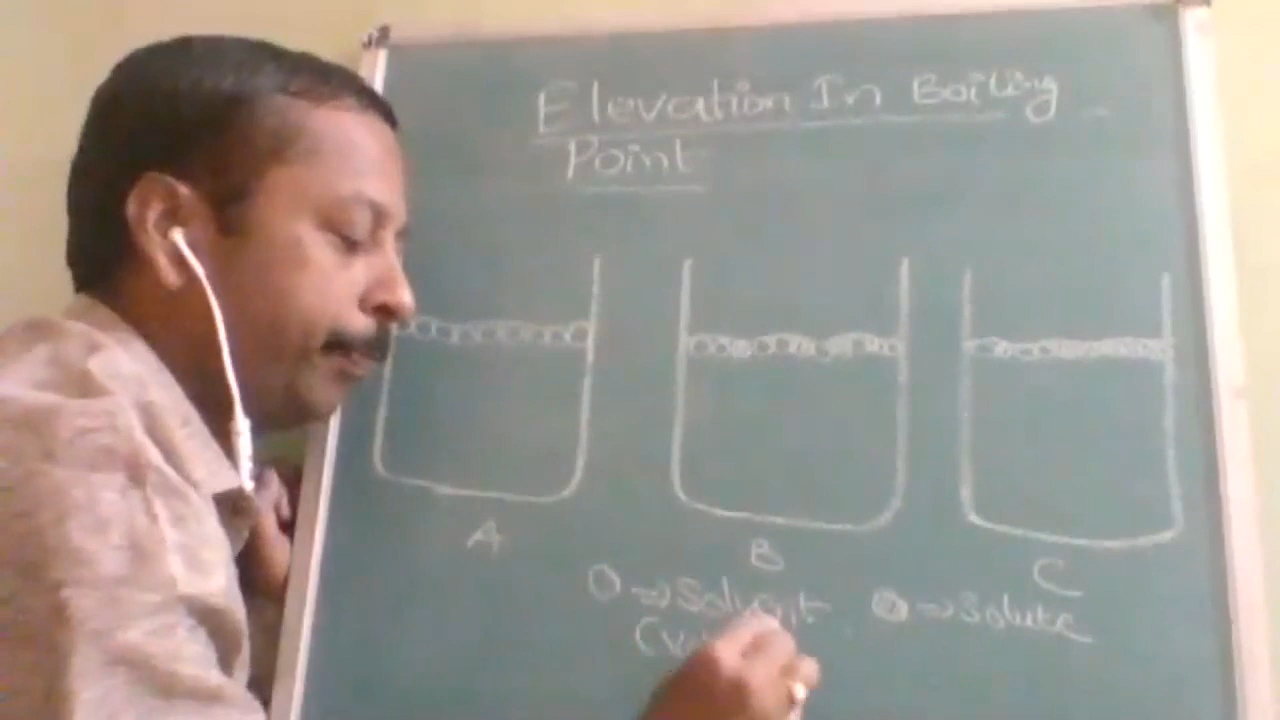 Elevation In Boiling
Point
A
B
C
→ Solvent
→ Solute